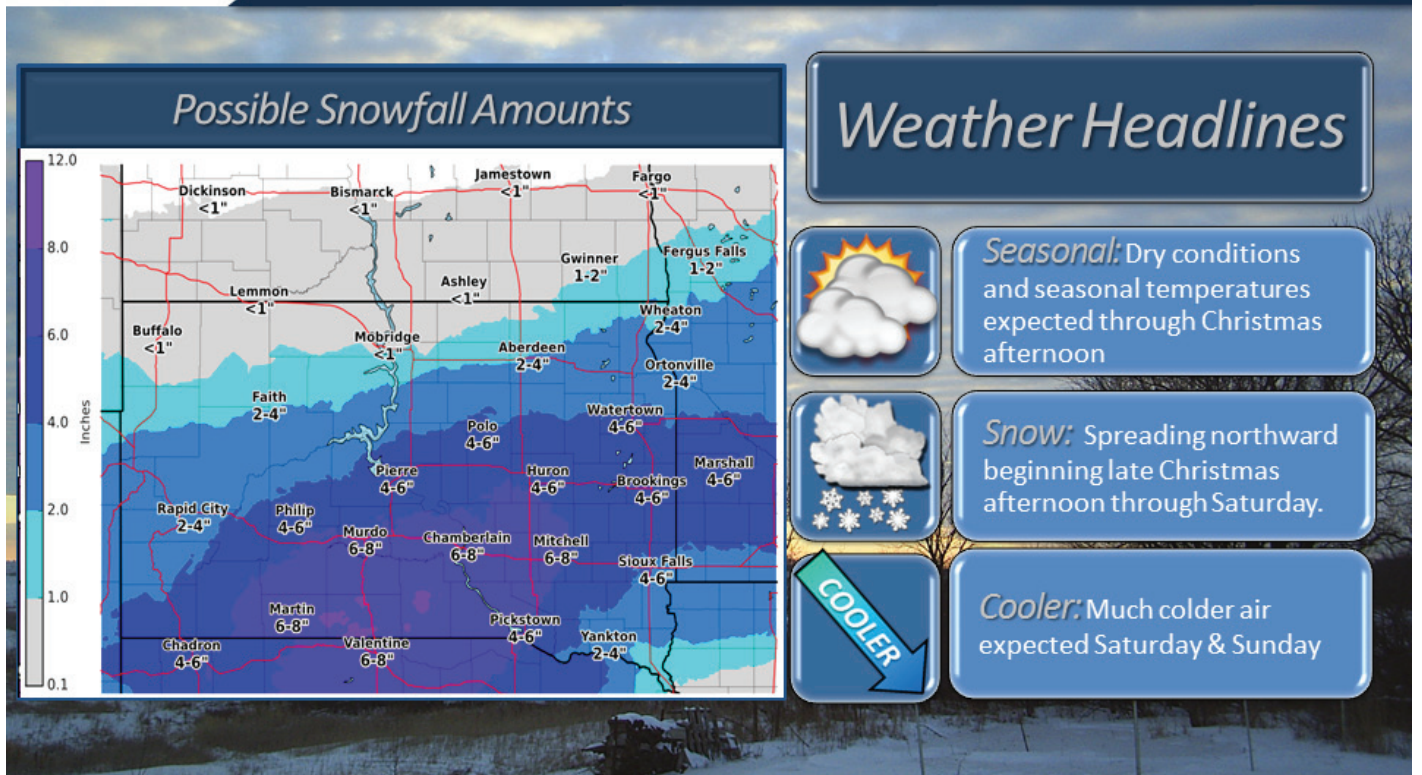 Possible Snowfall Amounts
12.0
8.0
6.0
4.0
2.0
1.0
0.1
Inches
Dickinson
<1"
Bismarck
<1"
Jamestown
<1"
Fargo
<1"
Gwinner
1-2"
Fergus Falls
1-2"
Lemmon
<1"
Ashley
<1"
Wheaton
2-4"
Buffalo
<1"
Mobridge
<1"
Aberdeen
2-4"
Ortonville
2-4"
Faith
2-4"
Polo
4-6"
Watertown
4-6"
Pierre
4-6"
Huron
4-6"
Brookings
4-6"
Marshall
4-6"
Rapid City
2-4"
Philip
4-6"
Murdo
6-8"
Chamberlain
6-8"
Mitchell
6-8"
Sioux Falls
4-6"
Martin
6-8"
Pickstown
4-6"
Chadron
4-6"
Valentine
6-8"
Yankton
2-4"
Weather Headlines
Seasonal: Dry conditions
and seasonal temperatures
expected through Christmas
afternoon
Snow: Spreading northward
beginning late Christmas
afternoon through Saturday.
COOLER
Cooler: Much colder air
expected Saturday & Sunday